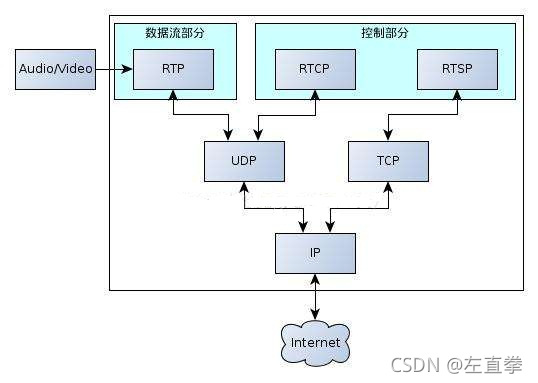 数据流部分
控制部分
Audio/Video
RTP
RTCP
RTSP
UDP
TCP
IP
Internet
CSDN @左直拳